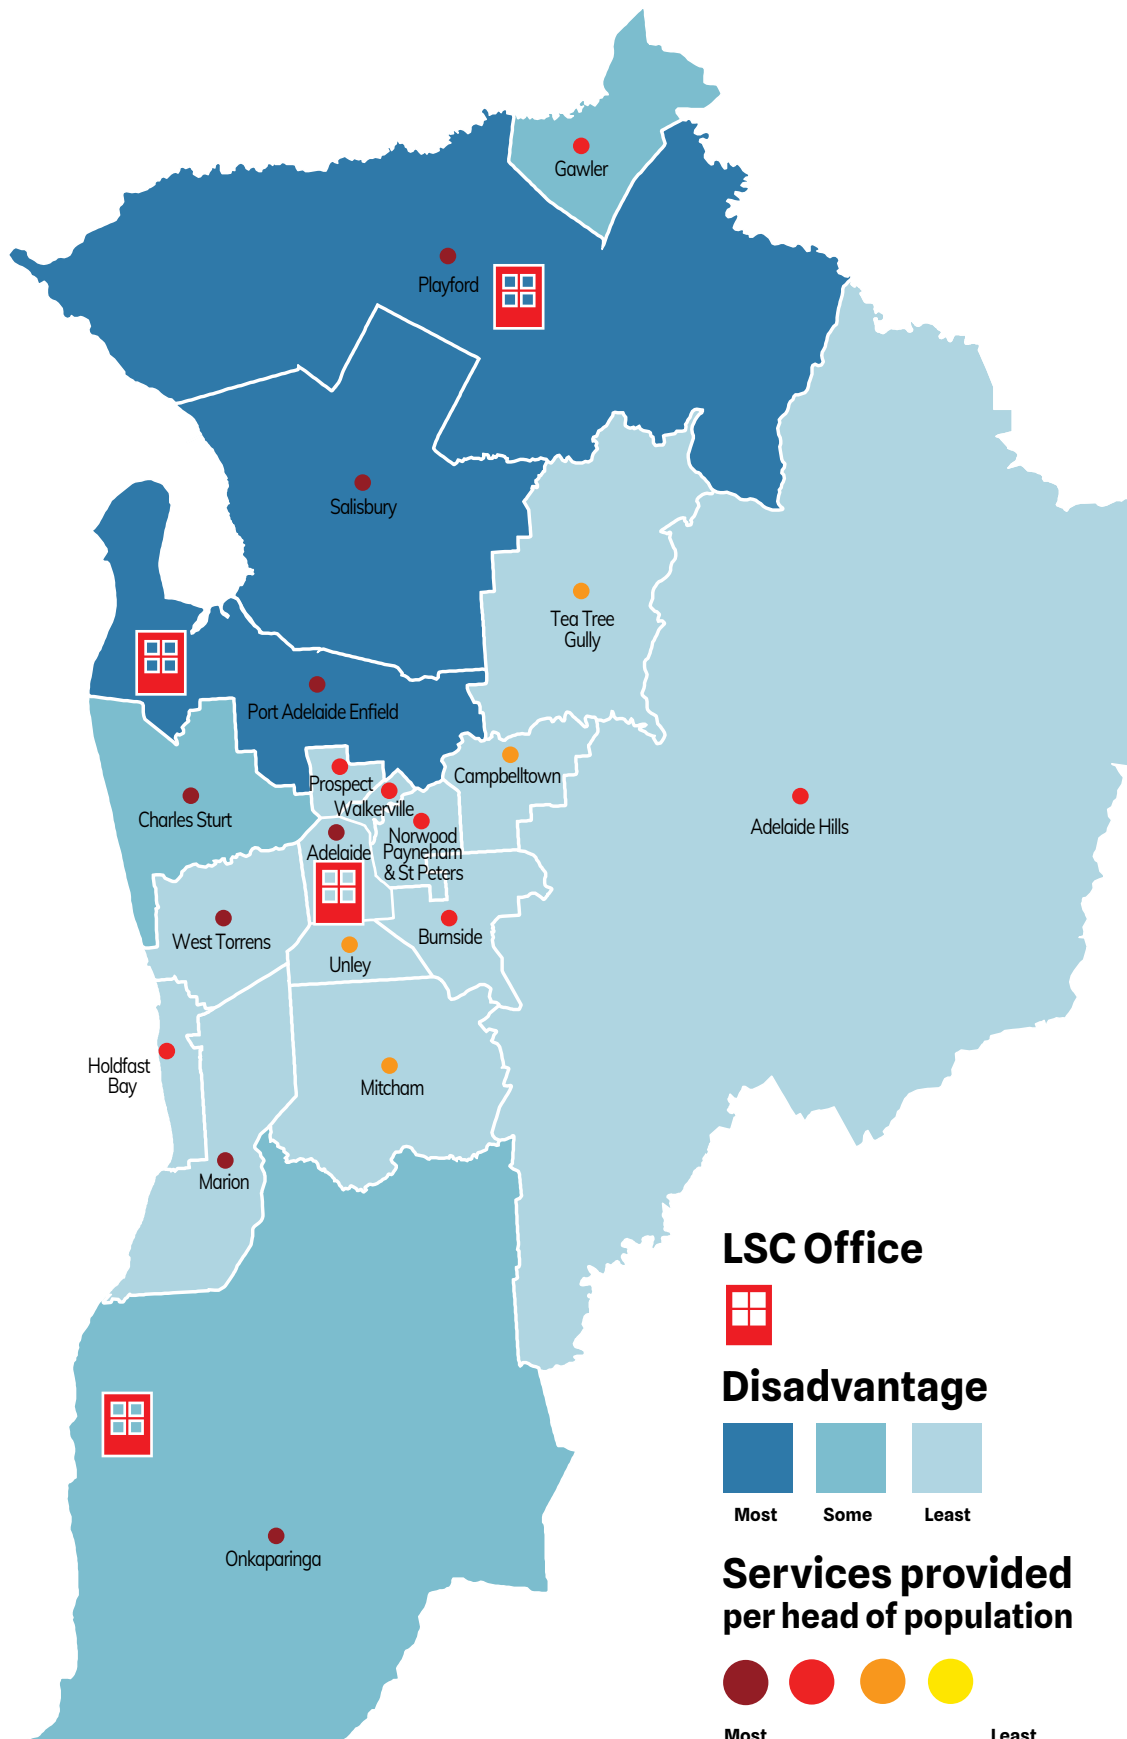 Gawler
Playford
Salisbury
Tea Tree
Gully
Port Adelaide Enfield
Campbelltown
Prospect
Walkerville
Charles Sturt
Adelaide Hills
Norwood
Payneham
& St Peters
Adelaide
West Torrens
Burnside
Unley
Holdfast
Bay
Mitcham
Marion
Onkaparinga
LSC Office
Disadvantage
Most Some Least
Services provided
per head of population
Most Least